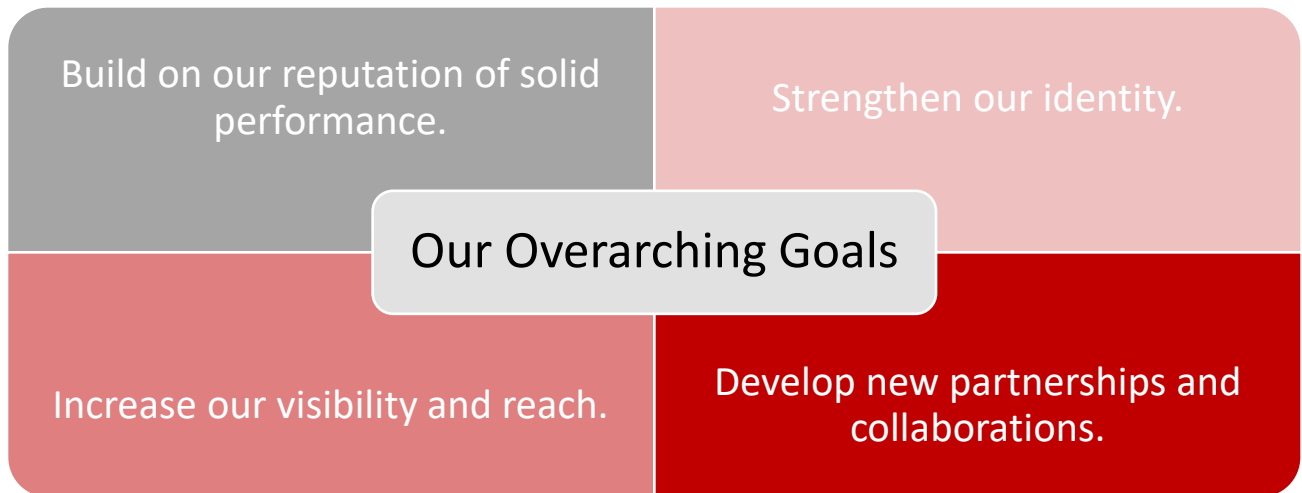 Build on our reputation of solid
performance.
Strengthen our identity.
Our Overarching Goals
Increase our visibility and reach.
Develop new partnerships and
collaborations.